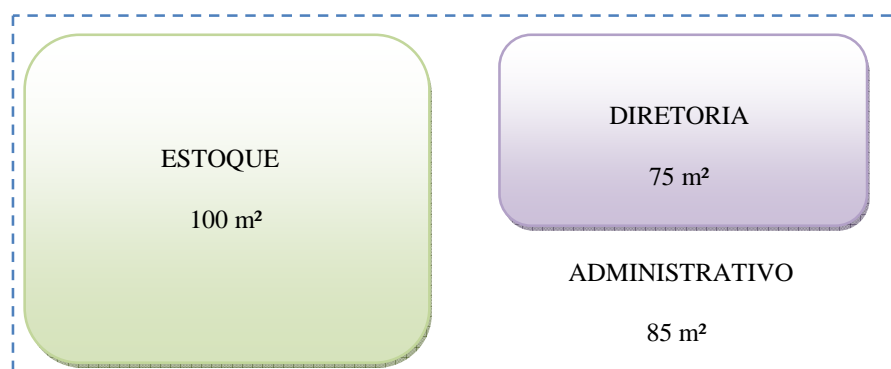 ESTOQUE
100 m²
DIRETORIA
75 m²
ADMINISTRATIVO
85 m²